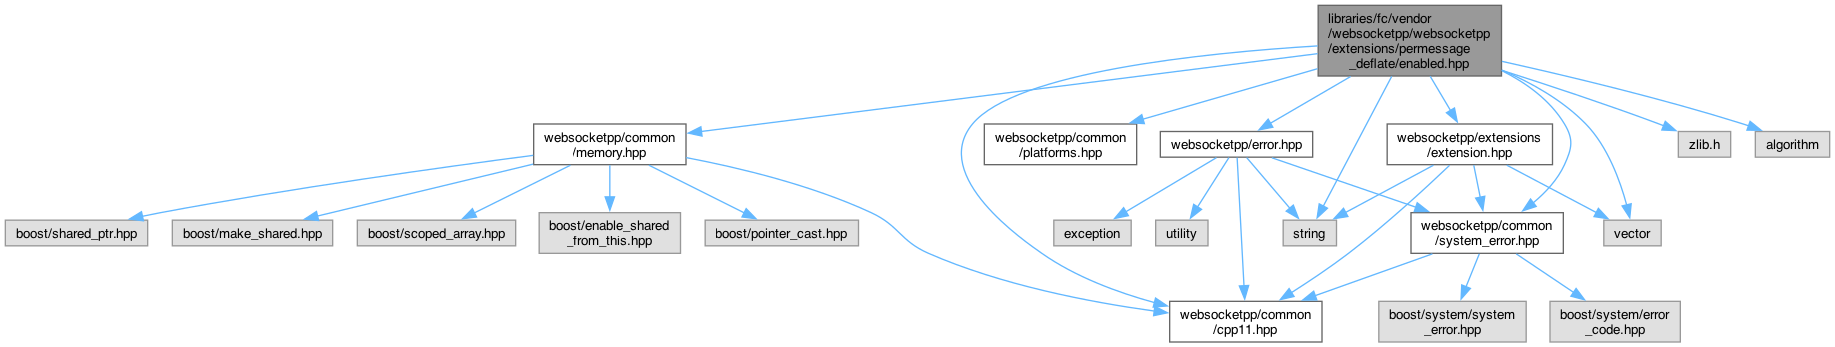 libraries/fc/vendor
/websocketpp/websocketpp
/extensions/permessage
_deflate/enabled.hpp
websocketpp/common
/memory.hpp
websocketpp/common
/platforms.hpp
websocketpp/error.hpp
websocketpp/extensions
/extension.hpp
zlib.h
algorithm
boost/shared_ptr.hpp
boost/make_shared.hpp
boost/scoped_array.hpp
boost/enable_shared
_from_this.hpp
boost/pointer_cast.hpp
exception
utility
string
websocketpp/common
/system_error.hpp
vector
websocketpp/common
/cpp11.hpp
boost/system/system
_error.hpp
boost/system/error
_code.hpp